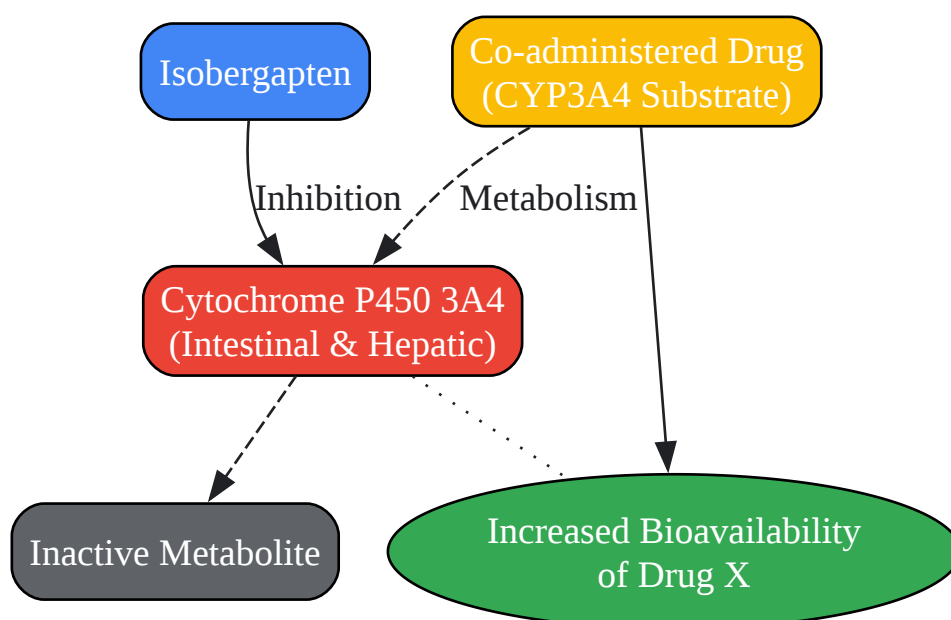 Isobergapten
Co-administered Drug
(CYP3A4 Substrate)
Inhibition
Metabolism
Cytochrome P450 3A4
(Intestinal & Hepatic)
Inactive Metabolite
Increased Bioavailability
of Drug X